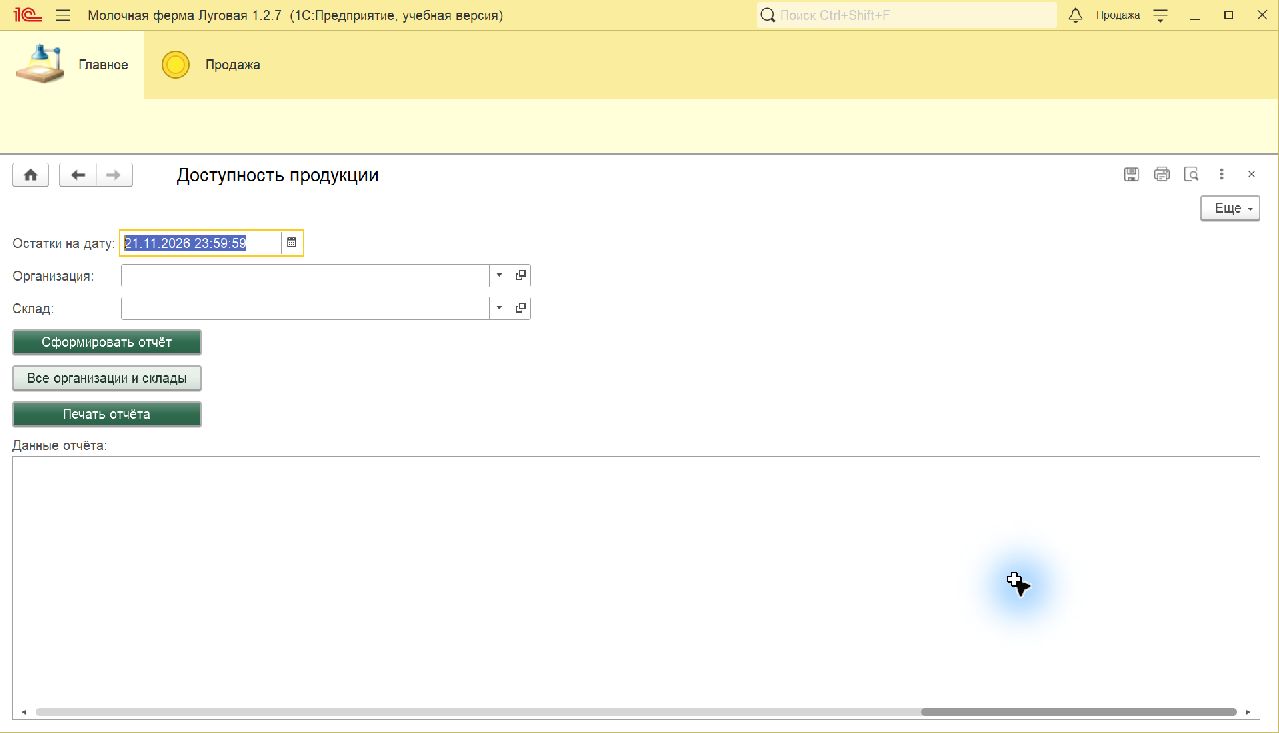 Молочная ферма Луговая 1.2.7 (1С:Предприятие, учебная версия)
Поиск Ctrl+Shift+F
Продажа
Главное
Продажа
Доступность продукции
Еще
Остатки на дату: 21.11.2026 23:59:59
Организация:
Склад:
Сформировать отчёт
Все организации и склады
Печать отчёта
Данные отчёта: